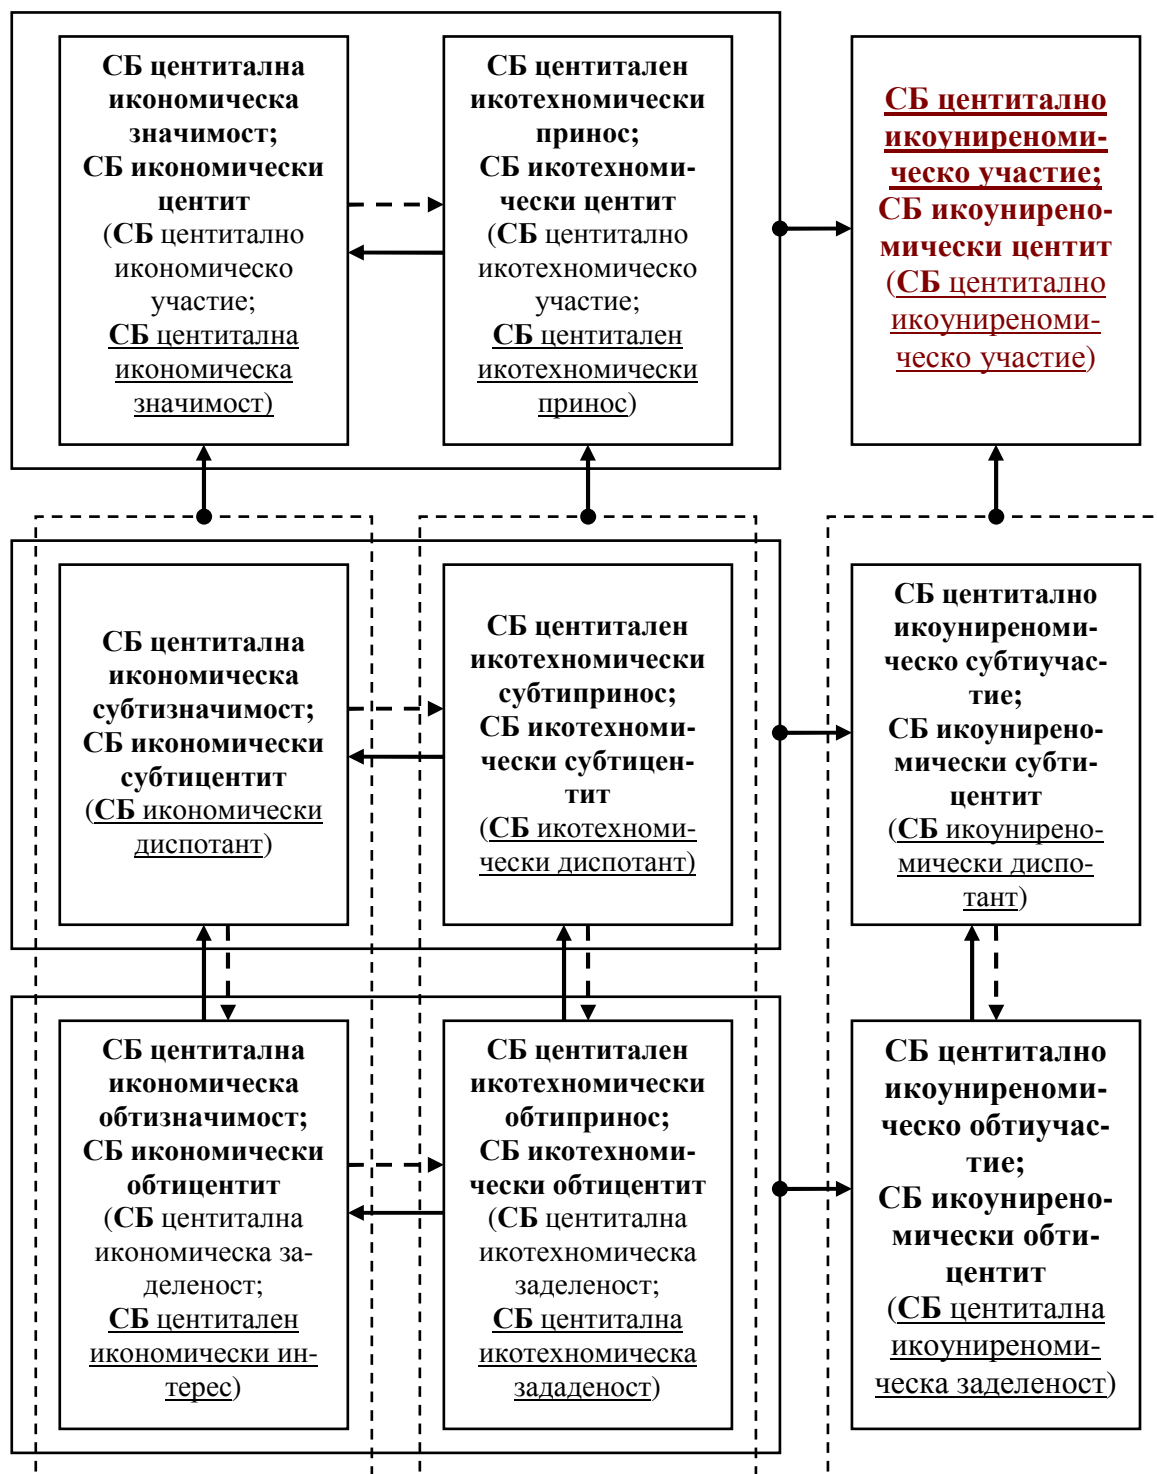 СБ центитална
икономическа
значимост;
СБ икономически
центит
(СБ центитално
икономическо
участие;
СБ центитална
икономическа
значимост)
СБ центитален
икотехномически
принос;
СБ икотехноми-
чески центит
(СБ центитално
икотехномическо
участие;
СБ центитален
икотехномически
принос)
СБ центитално
икоуниреноми-
ческо участие;
СБ икоунирено-
мически центит
(СБ центитално
икоуниреноми-
ческо участие)
СБ центитална
икономическа
субтизначимост;
СБ икономически
субтицентит
(СБ икономически
диспотант)
СБ центитален
икотехномически
субтипринос;
СБ икотехноми-
чески субтицен-
тит
(СБ икотехноми-
чески диспотант)
СБ центитално
икоуниреноми-
ческо субтиучас-
тие;
СБ икоунирено-
мически субти-
центит
(СБ икоунирено-
мически диспо-
тант)
СБ центитална
икономическа
обтизначимост;
СБ икономически
обтицентит
(СБ центитална
икономическа за-
деленост;
СБ центитален
икономически ин-
терес)
СБ центитален
икотехномически
обтипринос;
СБ икотехноми-
чески обтицентит
(СБ центитална
икотехномическа
заделеност;
СБ центитална
икотехномическа
зададеност)
СБ центитално
икоуниреноми-
ческо обтиучас-
тие;
СБ икоунирено-
мически обти-
центит
(СБ центитална
икоуниреноми-
ческа заделеност)